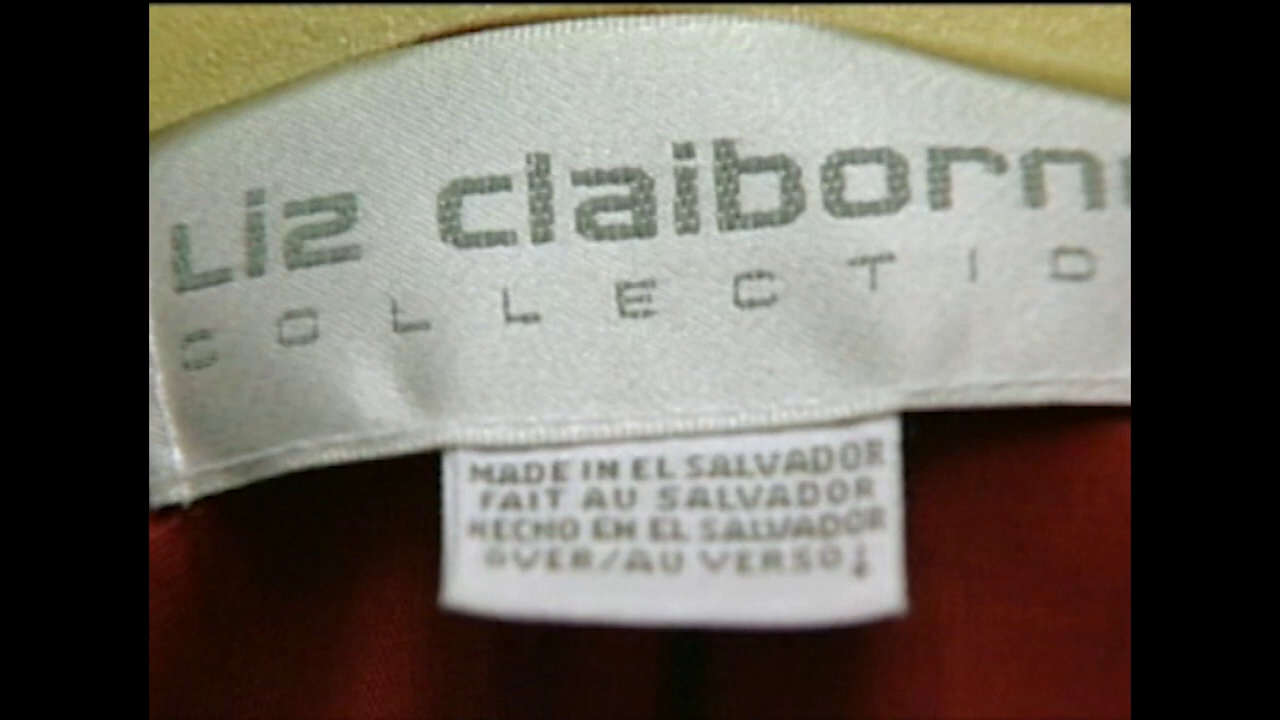 Liz claiborn
COLLECTIO
MADE IN EL SALVADOR
FAIT AU SALVADOR
HECHO EN EL SALVADOR
OVER/AU VERSO↓